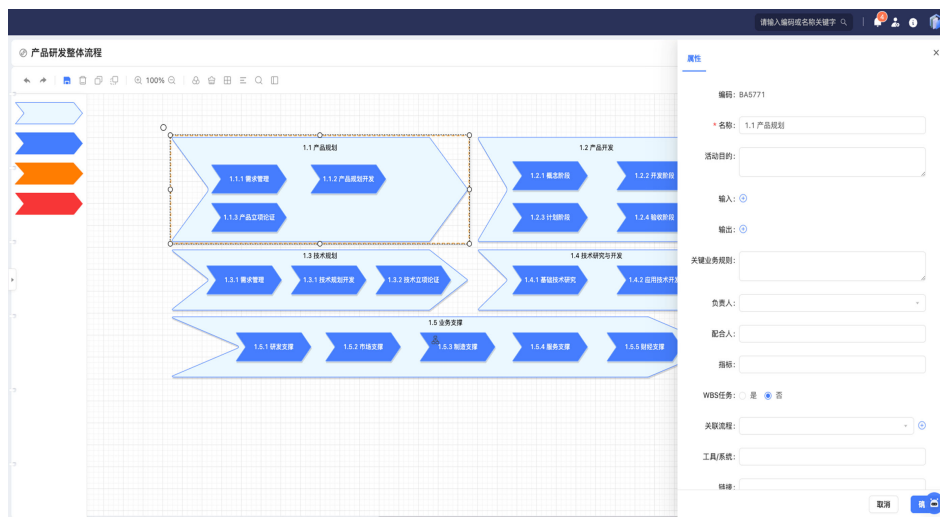 请输入编码或名称关键字
产品研发整体流程
100%
1.1 产品规划
1.1.1 需求管理
1.1.2 产品规划开发
1.1.3 产品立项论证
1.2 产品开发
1.2.1 概念阶段
1.2.2 开发阶段
1.2.3 计划阶段
1.2.4 验收阶段
1.3 技术规划
1.3.1 需求管理
1.3.1 技术规划开发
1.3.2 技术立项论证
1.4 技术研究与开发
1.4.1 基础技术研究
1.4.2 应用技术开
1.5 业务支撑
1.5.1 研发支撑
1.5.2 市场支撑
1.5.3 制造支撑
1.5.4 服务支撑
1.5.5 财经支撑
属性
编码: BA5771
* 名称: 1.1 产品规划
活动目的:
输入:
输出:
关键业务规则:
负责人:
配合人:
指标:
WBS任务: 是 否
关联流程:
工具/系统:
链接:
取消
确